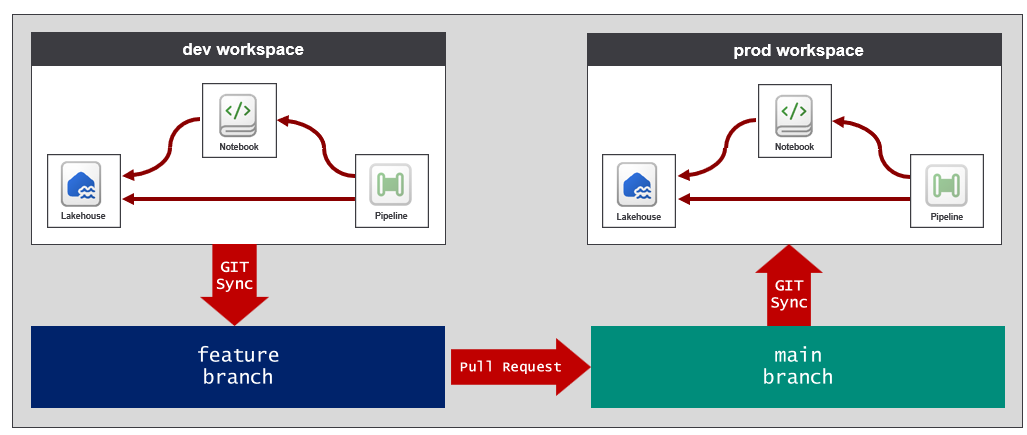 dev workspace
Notebook
Lakehouse
Pipeline
prod workspace
Notebook
Lakehouse
Pipeline
GIT
Sync
GIT
Sync
feature
branch
Pull Request
main
branch